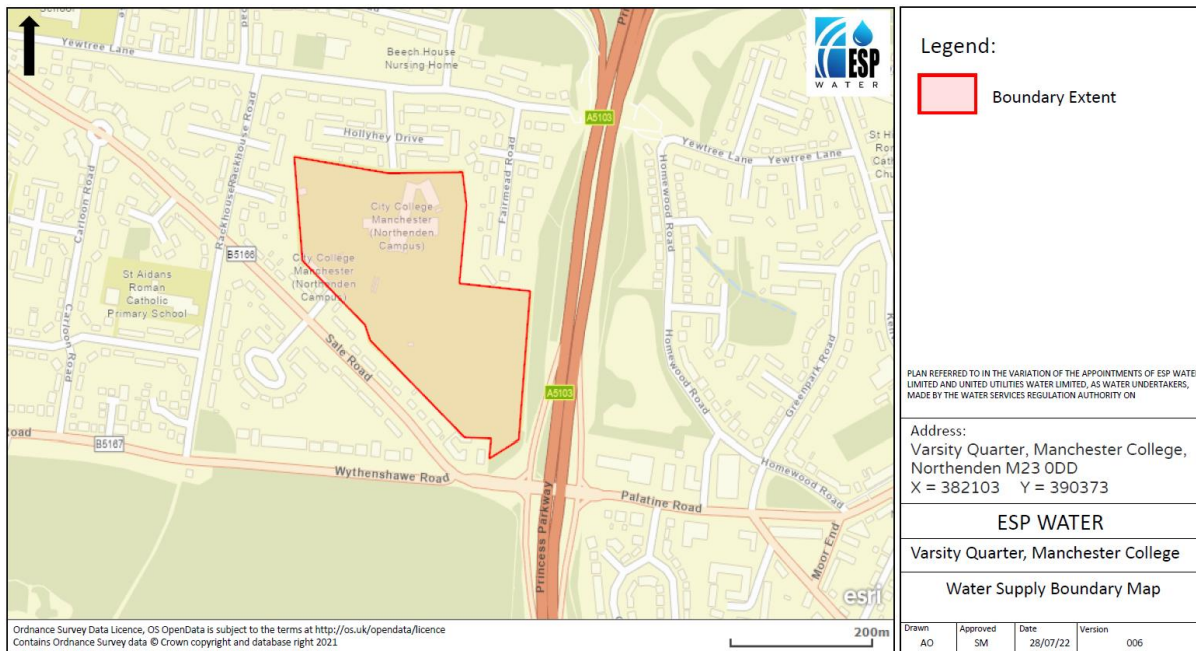 School
Yewtree Lane
Beech House
Nursing Home
ESP
WATER
A5103
Hollyhey Drive
Fairmead Road
Rackhouse Road
Rackhouse
Carloon Road
Yewtree Lane
Yewtree Lane
Homewood Road
City College
Manchester
(Northenden
Campus)
B5166
City College
Manchester
(Northenden
Campus)
St Aidans
Roman
Catholic
Primary School
Carloon Road
Sale Road
A5103
Homewood Road
Greenpark Road
Road
B5167
Wythenshawe Road
Princess Parkway
Palatine Road
Homewood Road
Moor End
esri
Ordnance Survey Data Licence, OS OpenData is subject to the terms at http://os.uk/opendata/licence
Contains Ordnance Survey data © Crown copyright and database right 2021
200m
Legend:
Boundary Extent
PLAN REFERRED TO IN THE VARIATION OF THE APPOINTMENTS OF ESP WATER
LIMITED AND UNITED UTILITIES WATER LIMITED, AS WATER UNDERTAKERS,
MADE BY THE WATER SERVICES REGULATION AUTHORITY ON
Address:
Varsity Quarter, Manchester College,
Northenden M23 0DD
X = 382103 Y = 390373
ESP WATER
Varsity Quarter, Manchester College
Water Supply Boundary Map
Drawn Approved Date Version
AO SM 28/07/22 006